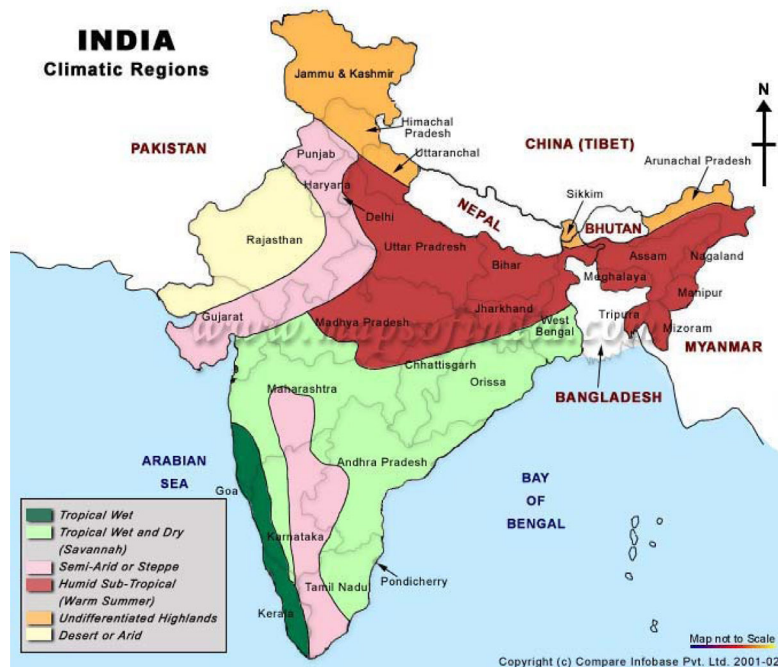 INDIA
Climatic Regions
N
Jammu & Kashmir
Himachal
Pradesh
PAKISTAN
Punjab
Uttaranchal
CHINA (TIBET)
Arunachal Pradesh
Haryana
Sikkim
Delhi
NEPAL
BHUTAN
Rajasthan
Uttar Pradresh
Assam
Nagaland
Bihar
Meghalaya
Manipur
Gujarat
Jharkhand
Madhya Pradesh
West
Bengal
Tripura
Mizoram
www.mapsofindia.com
MYANMAR
Chhattisgarh
Orissa
Maharashtra
BANGLADESH
ARABIAN
SEA
Andhra Pradesh
BAY
OF
BENGAL
Goa
Karnataka
Pondicherry
Tamil Nadul
Kerala
Tropical Wet
Tropical Wet and Dry
(Savannah)
Semi-Arid or Steppe
Humid Sub-Tropical
(Warm Summer)
Undifferentiated Highlands
Desert or Arid
Map not to Scale
Copyright (c) Compare Infobase Pvt. Ltd. 2001-02